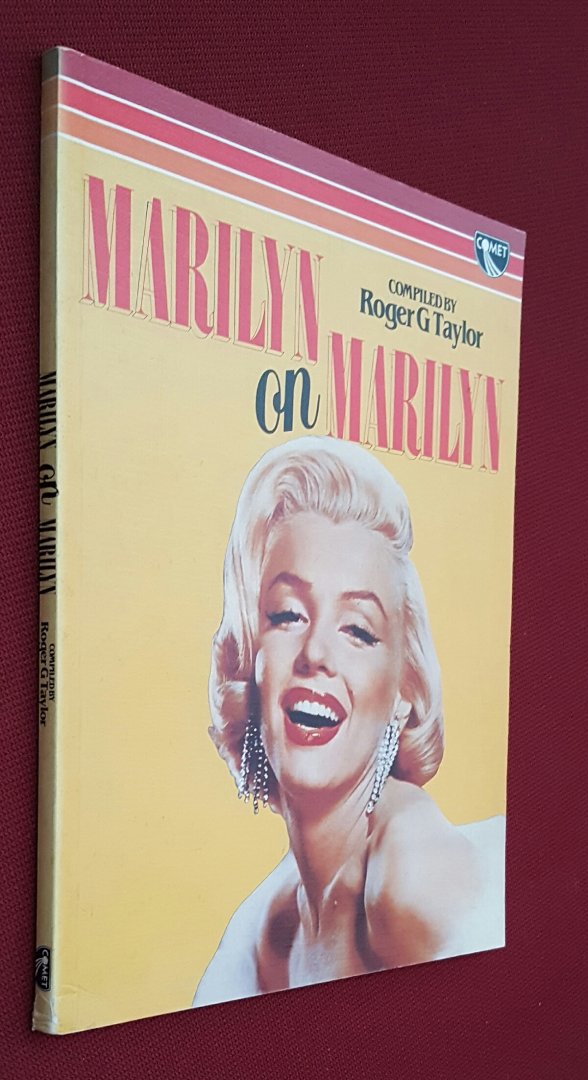 COMET
COMPILED BY
Roger G Taylor
MARILYN
on MARILYN
MARILYN on MARILYN
COMPILED BY
Roger G Taylor
COMET